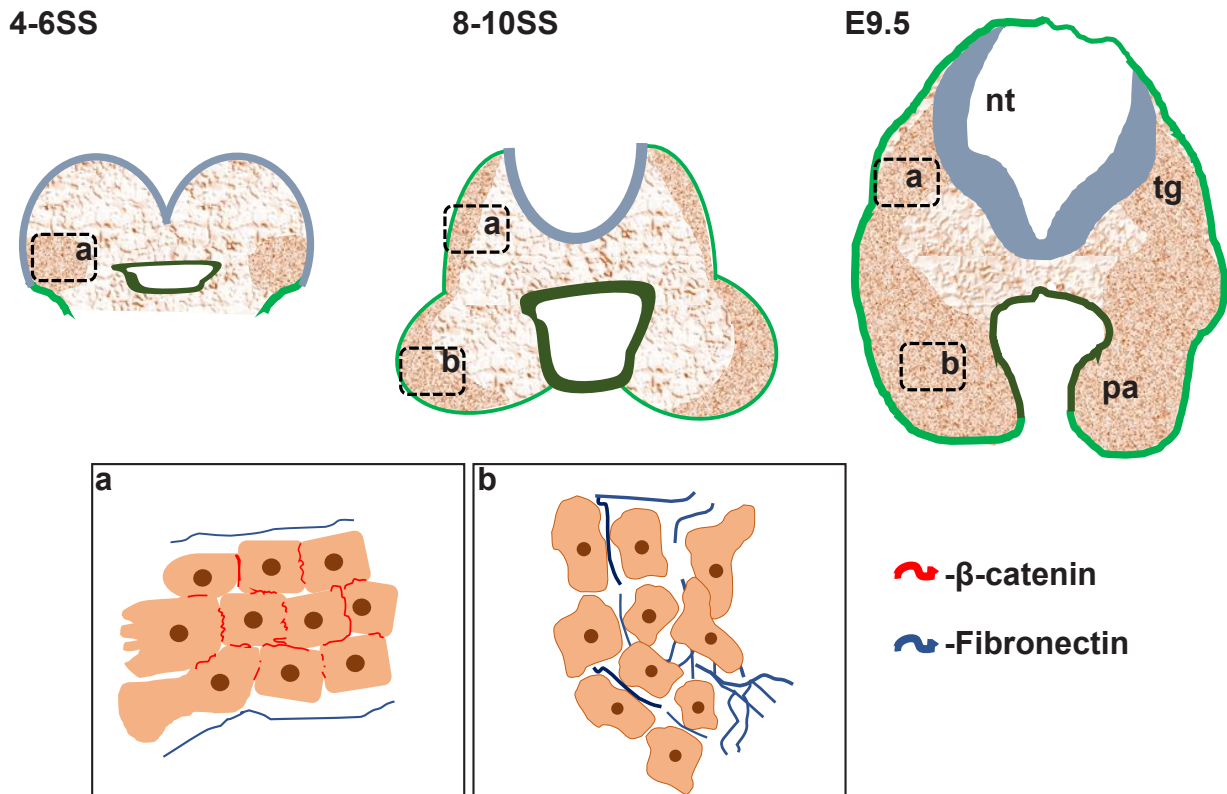 4-6SS
8-10SS
E9.5
a
a
b
nt
a
tg
b
pa
a
b
-β-catenin
-Fibronectin